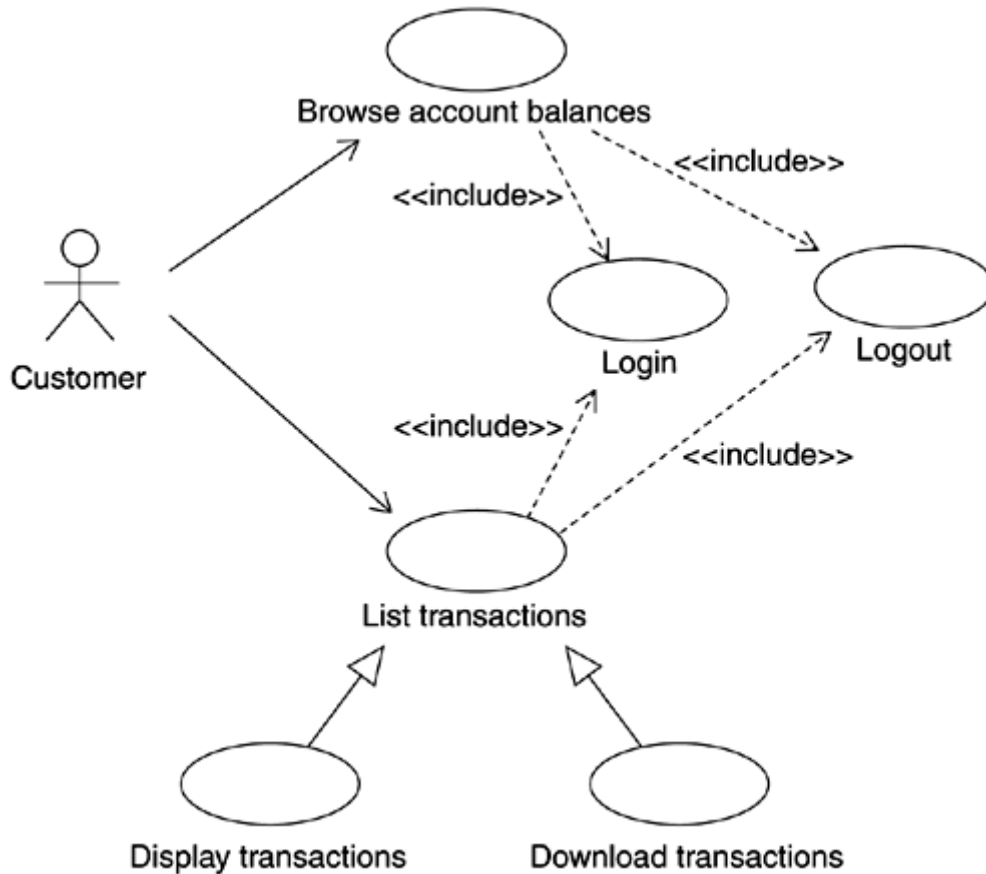 Browse account balances
<<include>>
<<include>>
Login
Logout
Customer
<<include>>
<<include>>
List transactions
Display transactions
Download transactions